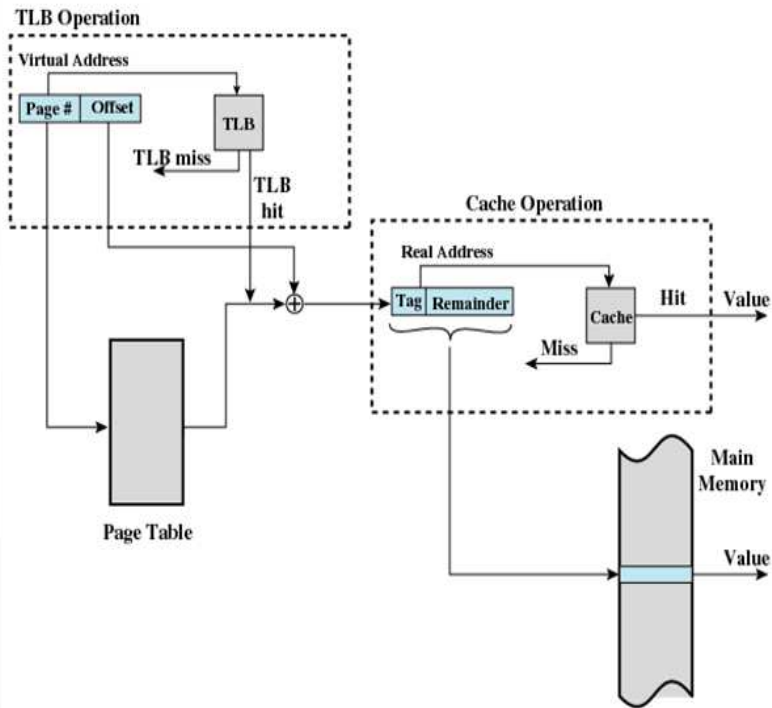 TLB Operation
Virtual Address
Page # Offset
TLB
TLB miss
TLB
hit
Cache Operation
Real Address
Tag Remainder
Cache
Hit
Value
Miss
Page Table
Main
Memory
Value